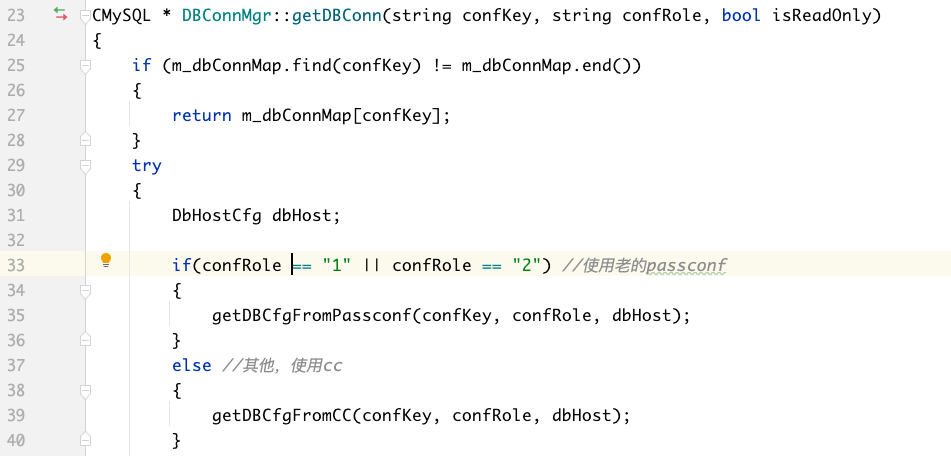 23 CMySQL * DBConnMgr::getDBConn(string confKey, string confRole, bool isReadOnly)
24 {
25     if (m_dbConnMap.find(confKey) != m_dbConnMap.end())
26     {
27         return m_dbConnMap[confKey];
28     }
29     try
30     {
31         DbHostCfg dbHost;
32
33         if(confRole == "1" || confRole == "2") //使用老的passconf
34         {
35             getDBCfgFromPassconf(confKey, confRole, dbHost);
36         }
37         else //其他，使用cc
38         {
39             getDBCfgFromCC(confKey, confRole, dbHost);
40         }